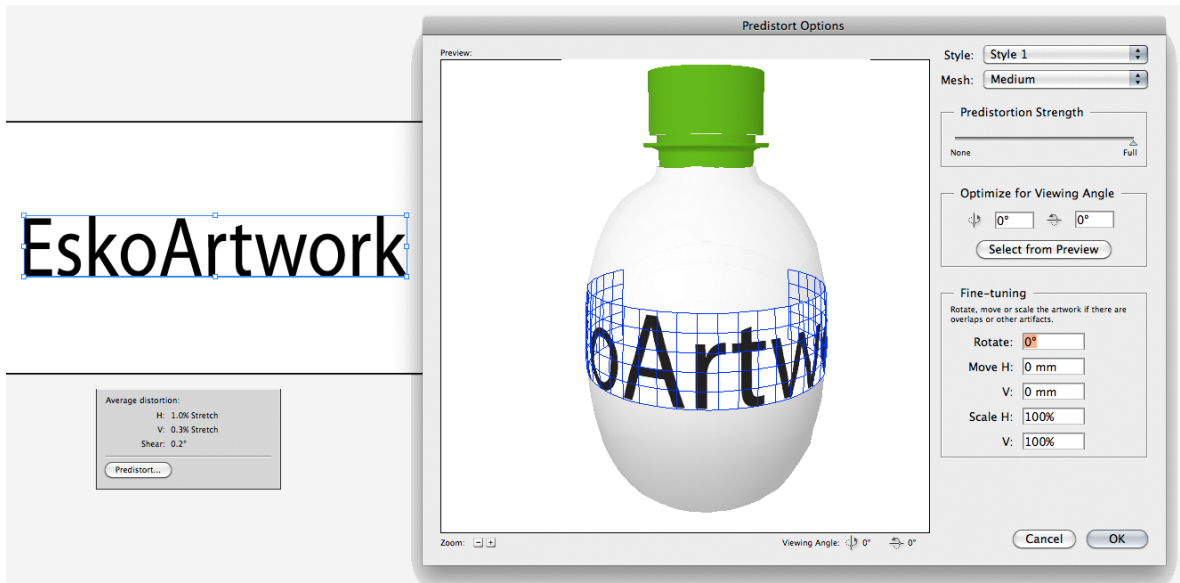 EskoArtwork
Average distortion:
H: 1.0% Stretch
V: 0.3% Stretch
Shear: 0.2°
Predistort...
Predistort Options
Preview:
oArtw
Zoom:
Viewing Angle: 0° 0°
Style: Style 1
Mesh: Medium
Predistortion Strength
None Full
Optimize for Viewing Angle
0° 0°
Select from Preview
Fine-tuning
Rotate, move or scale the artwork if there are
overlaps or other artifacts.
Rotate: 0°
Move H: 0 mm
V: 0 mm
Scale H: 100%
V: 100%
Cancel OK